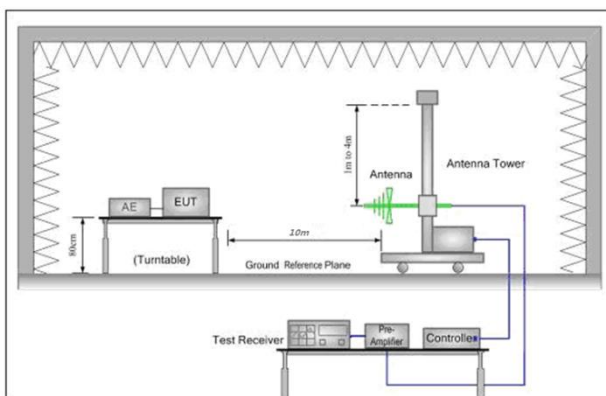 1m to 4m
Antenna
Antenna Tower
AE
EUT
80cm
(Turntable)
10m
Ground Reference Plane
Test Receiver
Pre-
Amplifier
Controller